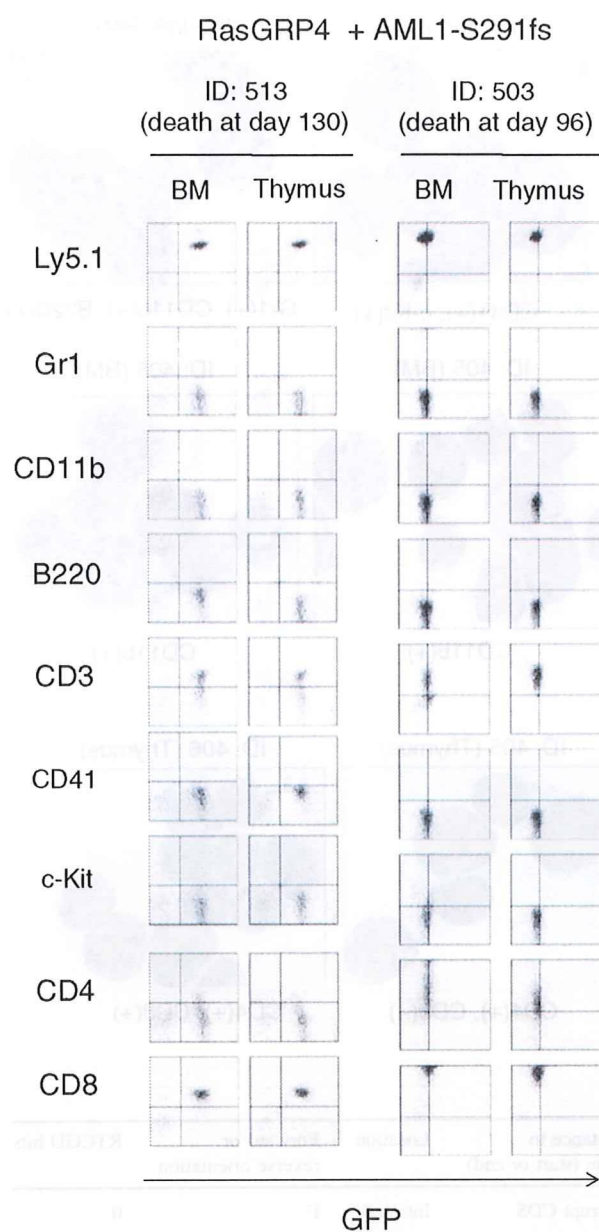 RasGRP4 + AML1-S291fs
ID: 513
(death at day 130)
ID: 503
(death at day 96)
BM Thymus BM Thymus
Ly5.1
Gr1
CD11b
B220
CD3
CD41
c-Kit
CD4
CD8
GFP